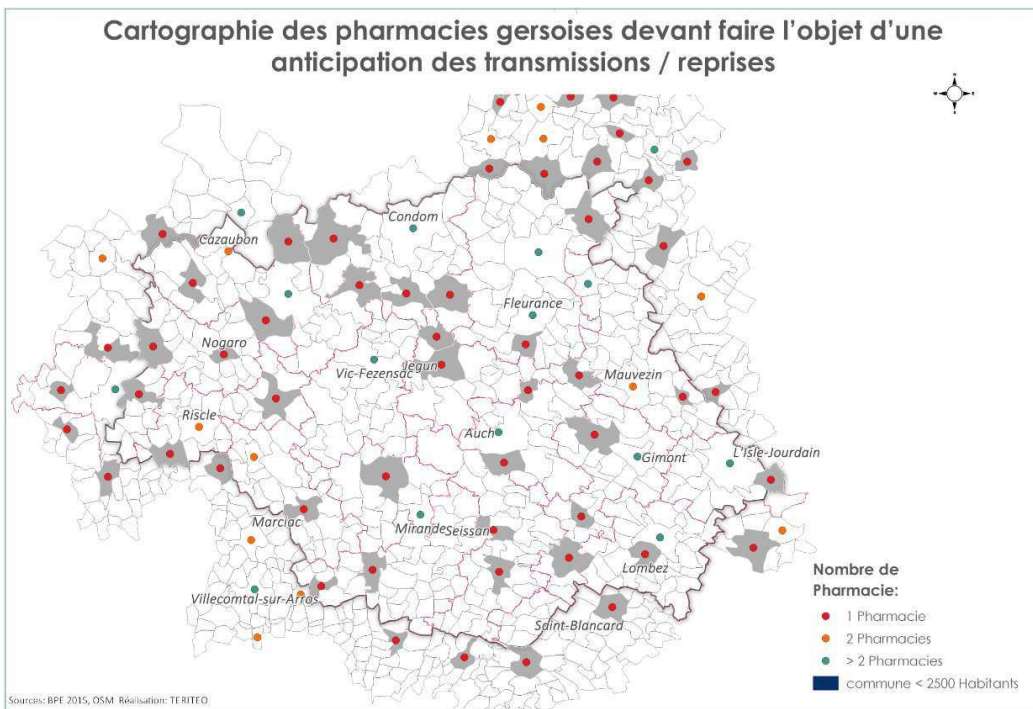 Cartographie des pharmacies gersoises devant faire l'objet d'une
anticipation des transmissions / reprises
Condom
Cazaubon
Fleurance
Nogaro
Jegun
Vic-Fezensac
Mauvezin
Riscle
Auch
Gimont
L'Isle-Jourdain
Marciac
Mirande
Seissan
Lombez
Villecomtal-sur-Arros
Saint-Blancard
Nombre de
Pharmacie:
1 Pharmacie
2 Pharmacies
> 2 Pharmacies
commune < 2500 Habitants
Sources: BPE 2015, OSM Réalisation: TERITEO